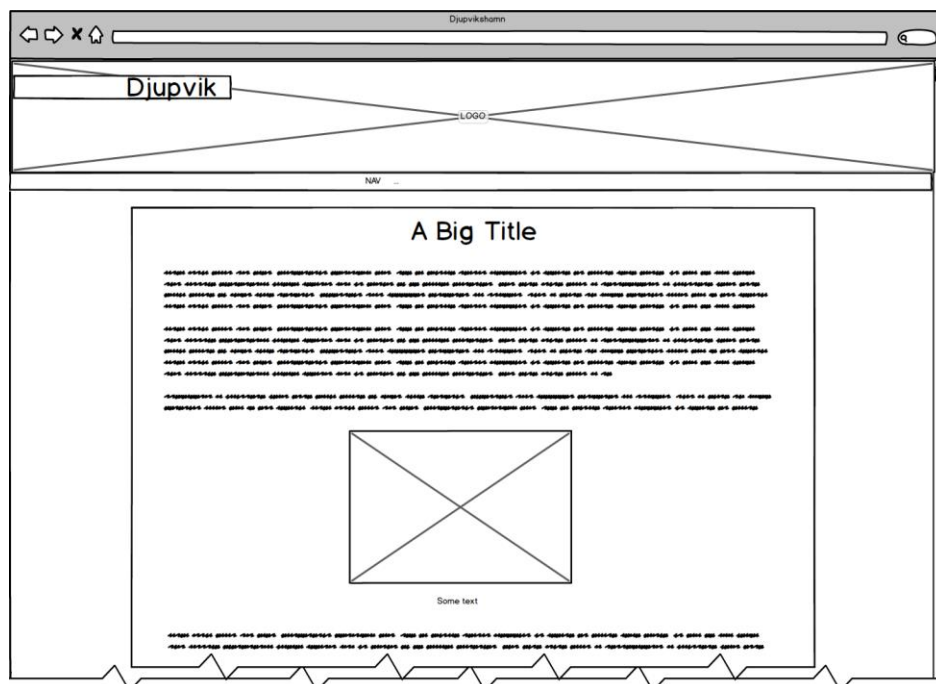 Djupvikshamn
Djupvik
LOGO
NAV
A Big Title
Some text